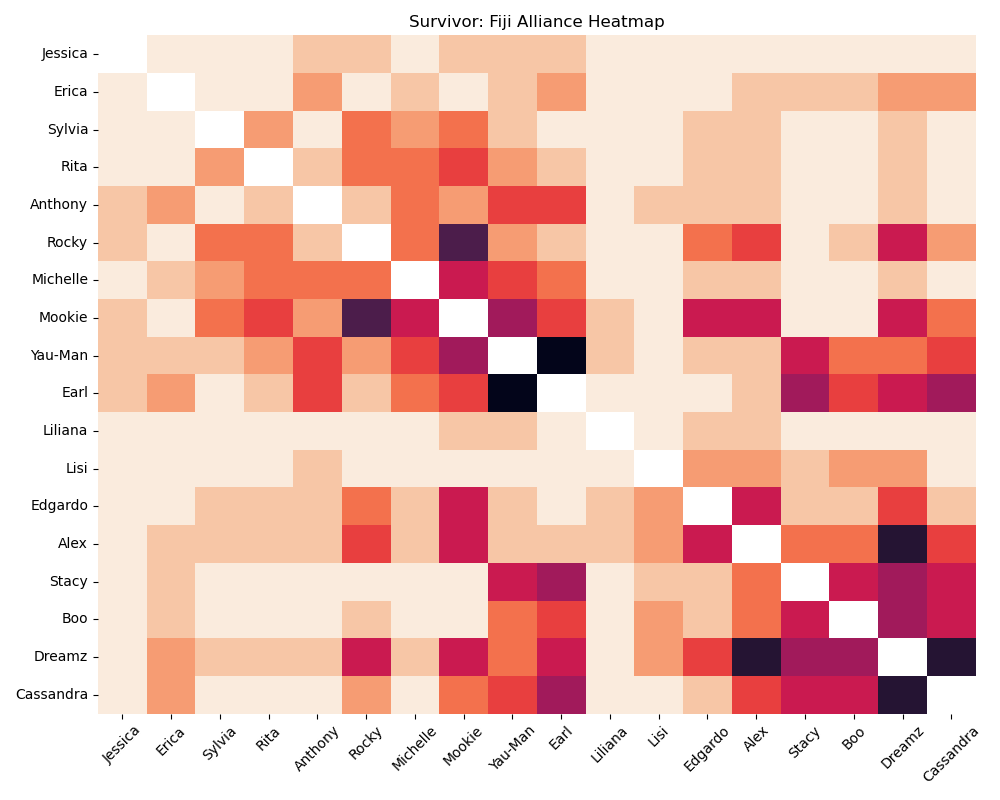 Survivor: Fiji Alliance Heatmap
Jessica
Erica
Sylvia
Rita
Anthony
Rocky
Michelle
Mookie
Yau-Man
Earl
Liliana
Lisi
Edgardo
Alex
Stacy
Boo
Dreamz
Cassandra
Jessica Erica Sylvia Rita Anthony Rocky Michelle Mookie Yau-Man Earl Liliana Lisi Edgardo Alex Stacy Boo Dreamz Cassandra